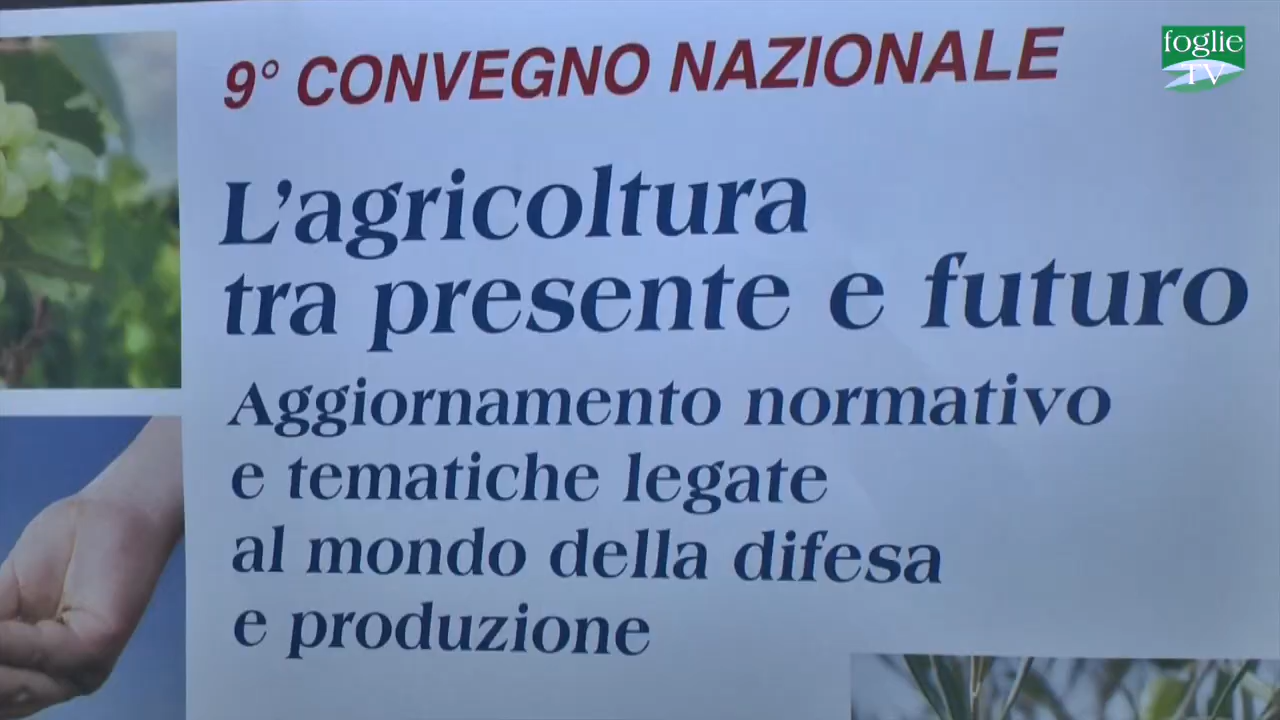 9° CONVEGNO NAZIONALE
foglie
TV
L'agricoltura
tra presente e futuro
Aggiornamento normativo
e tematiche legate
al mondo della difesa
e produzione